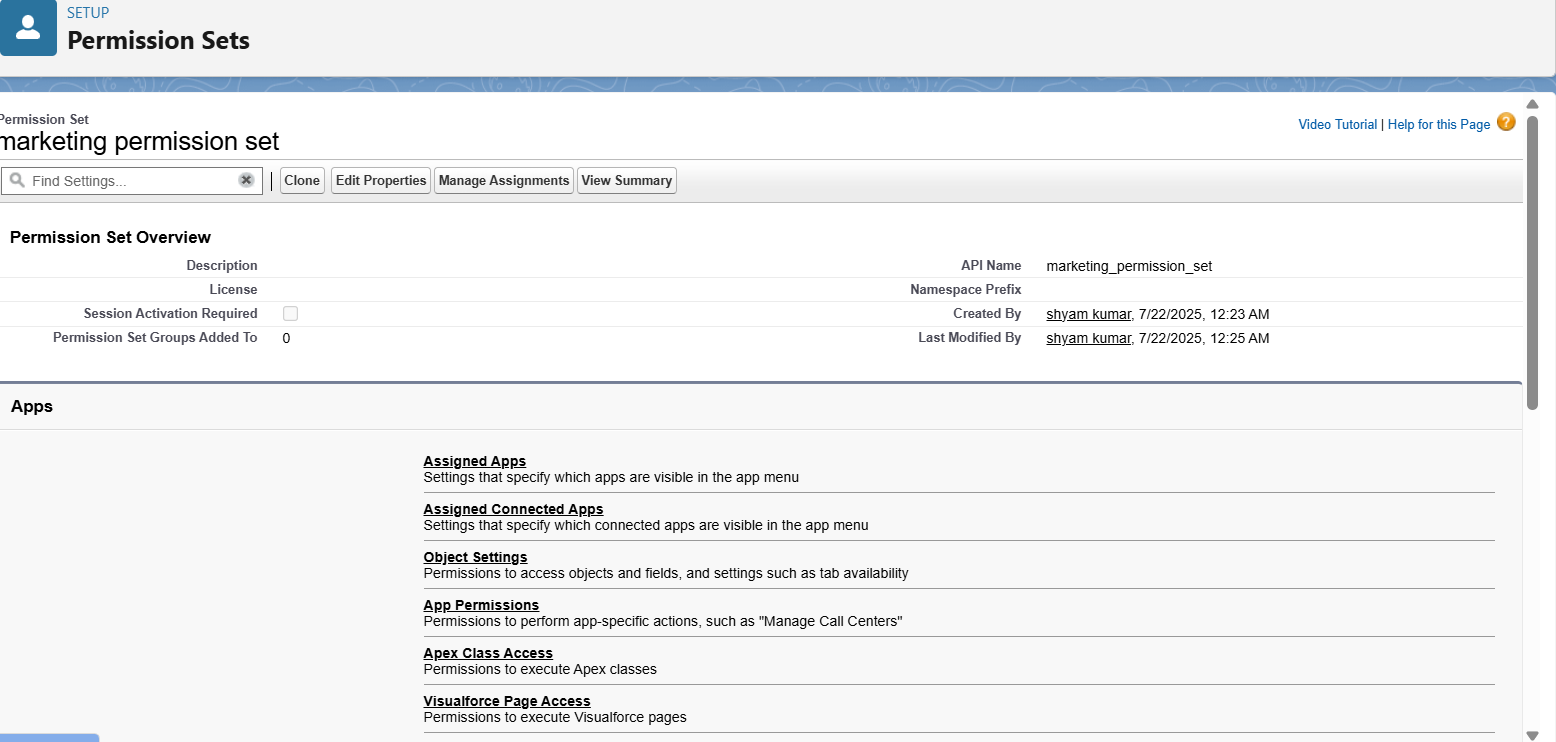 SETUP
Permission Sets
Permission Set
marketing permission set
Video Tutorial | Help for this Page ?
Find Settings...
Clone
Edit Properties
Manage Assignments
View Summary
Permission Set Overview
Description
API Name marketing_permission_set
License
Namespace Prefix
Session Activation Required
Created By shyam kumar, 7/22/2025, 12:23 AM
Permission Set Groups Added To 0
Last Modified By shyam kumar, 7/22/2025, 12:25 AM
Apps
Assigned Apps
Settings that specify which apps are visible in the app menu
Assigned Connected Apps
Settings that specify which connected apps are visible in the app menu
Object Settings
Permissions to access objects and fields, and settings such as tab availability
App Permissions
Permissions to perform app-specific actions, such as "Manage Call Centers"
Apex Class Access
Permissions to execute Apex classes
Visualforce Page Access
Permissions to execute Visualforce pages